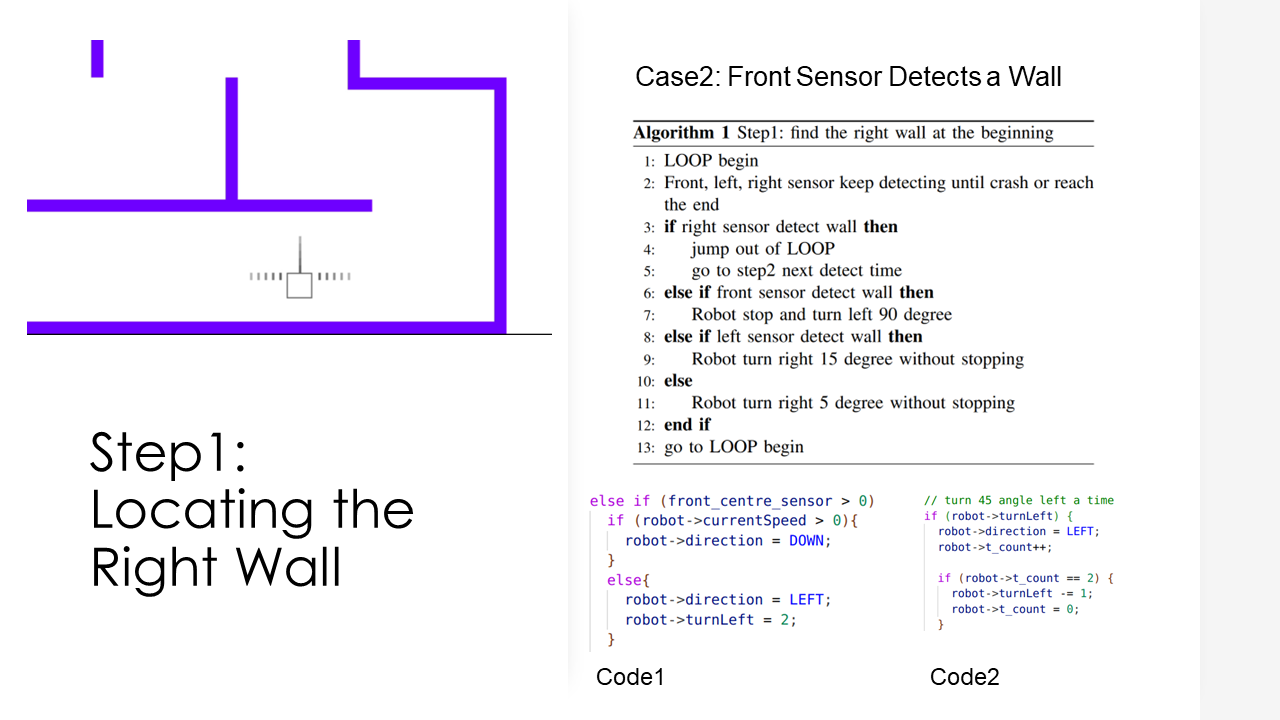 Step1:
Locating the
Right Wall
Case2: Front Sensor Detects a Wall
Algorithm 1 Step1: find the right wall at the beginning
1: LOOP begin
2: Front, left, right sensor keep detecting until crash or reach
the end
3: if right sensor detect wall then
4: jump out of LOOP
5: go to step2 next detect time
6: else if front sensor detect wall then
7: Robot stop and turn left 90 degree
8: else if left sensor detect wall then
9: Robot turn right 15 degree without stopping
10: else
11: Robot turn right 5 degree without stopping
12: end if
13: go to LOOP begin
else if (front_centre_sensor > 0)
if (robot->currentSpeed > 0){
robot->direction = DOWN;
}
else{
robot->direction = LEFT;
robot->turnLeft = 2;
}
Code1
// turn 45 angle left a time
if (robot->turnLeft) {
robot->direction = LEFT;
robot->t_count++;
if (robot->t_count == 2) {
robot->turnLeft -= 1;
robot->t_count = 0;
}
Code2